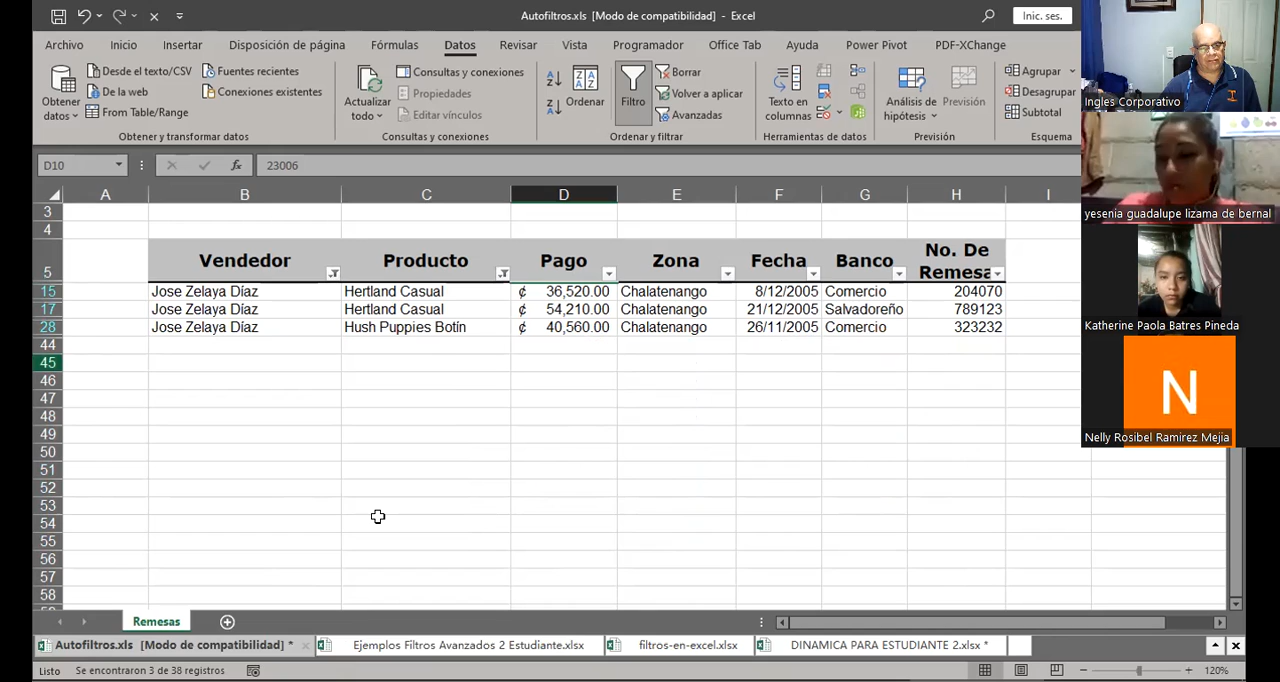 Autofiltros.xls [Modo de compatibilidad] - Excel
Inic. ses.
Archivo Inicio Insertar Disposición de página Fórmulas Datos Revisar Vista Programador Office Tab Ayuda Power Pivot PDF-XChange
Obtener datos
Desde el texto/CSV
De la web
From Table/Range
Fuentes recientes
Conexiones existentes
Obtener y transformar datos
Actualizar todo
Consultas y conexiones
Propiedades
Editar vínculos
Consultas y conexiones
Ordenar
Filtro
Borrar
Volver a aplicar
Avanzadas
Ordenar y filtrar
Texto en columnas
Herramientas de datos
Análisis de hipótesis
Previsión
Previsión
Agrupar
Desagrupar
Subtotal
Esquema
D10 fx 23006
A B C D E F G H I
3
4
5 Vendedor Producto Pago Zona Fecha Banco No. De Remesa
15 Jose Zelaya Díaz Hertland Casual ₡ 36,520.00 Chalatenango 8/12/2005 Comercio 204070
17 Jose Zelaya Díaz Hertland Casual ₡ 54,210.00 Chalatenango 21/12/2005 Salvadoreño 789123
28 Jose Zelaya Díaz Hush Puppies Botín ₡ 40,560.00 Chalatenango 26/11/2005 Comercio 323232
44
45
46
47
48
49
50
51
52
53
54
55
56
57
58
Remesas
Autofiltros.xls [Modo de compatibilidad] * Ejemplos Filtros Avanzados 2 Estudiante.xlsx filtros-en-excel.xlsx DINAMICA PARA ESTUDIANTE 2.xlsx *
Listo Se encontraron 3 de 38 registros 120%
Ingles Corporativo
yesenia guadalupe lizama de bernal
Katherine Paola Batres Pineda
N
Nelly Rosibel Ramirez Mejia